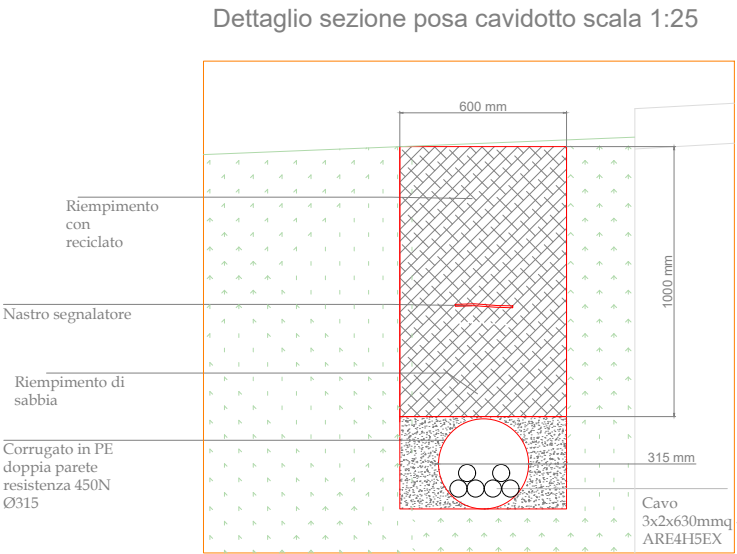 Dettaglio sezione posa cavidotto scala 1:25
600 mm
Riempimento
con
reciclato
1000 mm
Nastro segnalatore
Riempimento di
sabbia
Corrugato in PE
doppia parete
resistenza 450N
Ø315
315 mm
Cavo
3x2x630mmq
ARE4H5EX